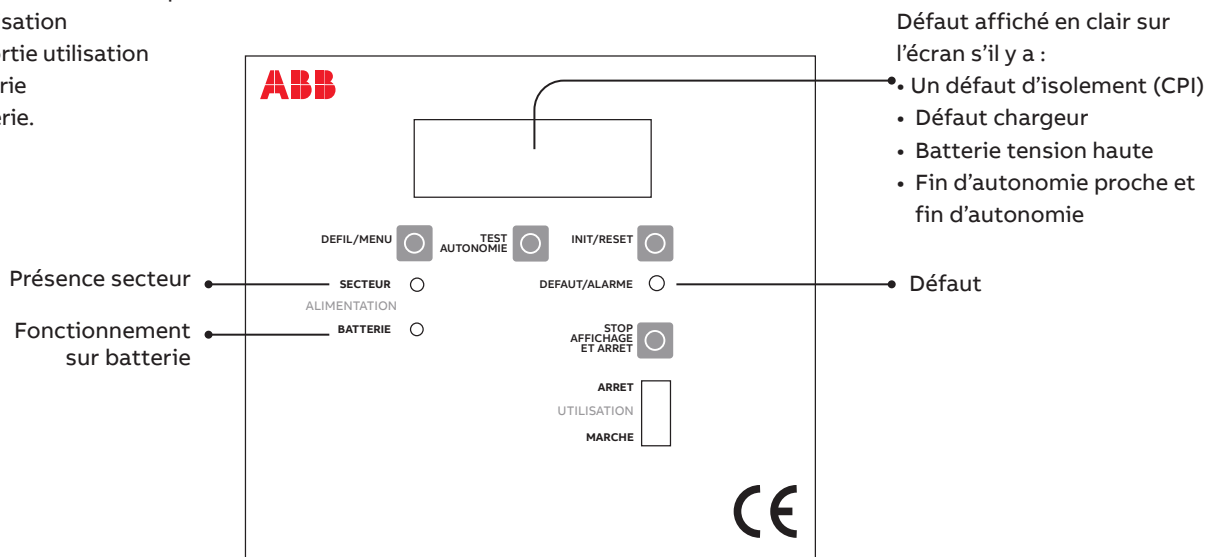 isation
rtie utilisation
rie
érie.
Défaut affiché en clair sur
l'écran s'il y a :
• Un défaut d'isolement (CPI)
• Défaut chargeur
• Batterie tension haute
• Fin d'autonomie proche et
fin d'autonomie
ABB
DEFIL/MENU
TEST
AUTONOMIE
INIT/RESET
Présence secteur
SECTEUR
DEFAUT/ALARME
Défaut
ALIMENTATION
Fonctionnement
sur batterie
BATTERIE
STOP
AFFICHAGE
ET ARRET
ARRET
UTILISATION
MARCHE
CE